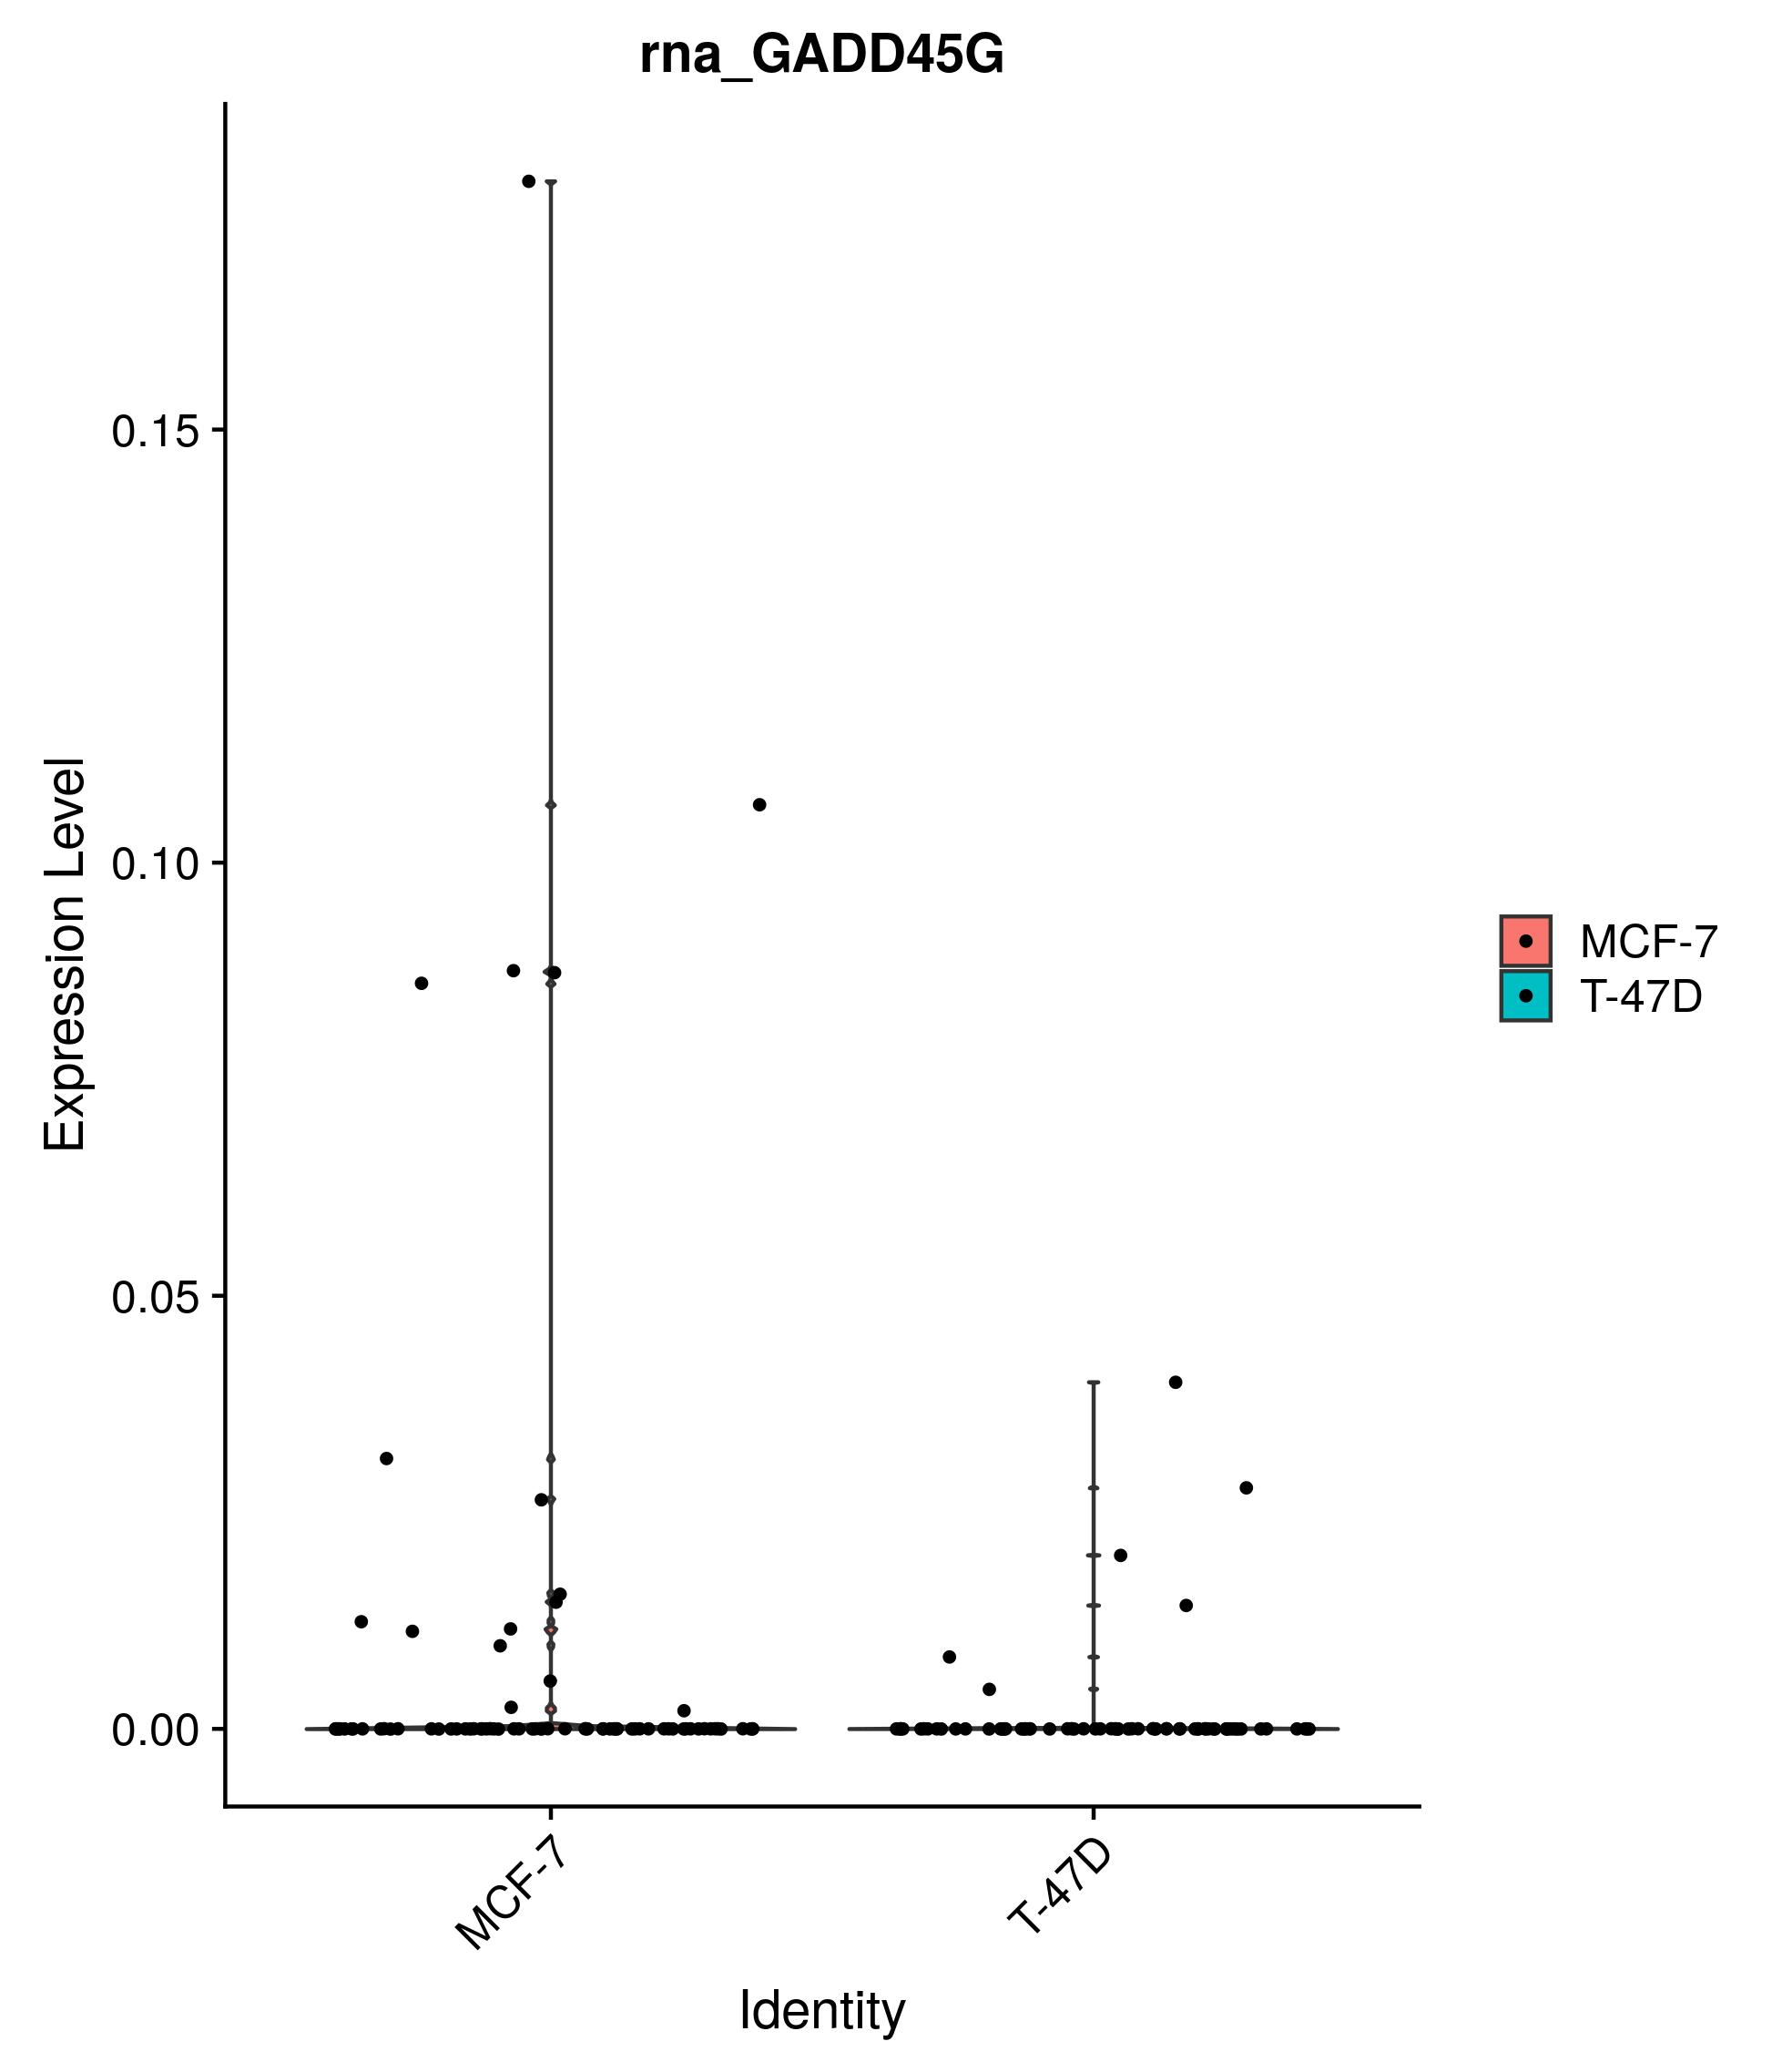 rna_GADD45G
Expression Level
0.15
0.10
0.05
0.00
MCF-7
T-47D
Identity
MCF-7
T-47D